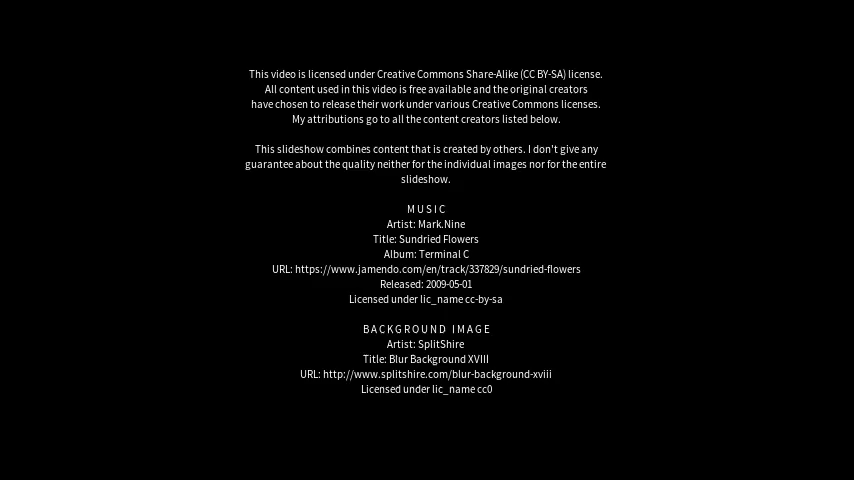 This video is licensed under Creative Commons Share-Alike (CC BY-SA) license.
All content used in this video is free available and the original creators
have chosen to release their work under various Creative Commons licenses.
My attributions go to all the content creators listed below.
This slideshow combines content that is created by others. I don't give any
guarantee about the quality neither for the individual images nor for the entire
slideshow.
MUSIC
Artist: Mark.Nine
Title: Sundried Flowers
Album: Terminal C
URL: https://www.jamendo.com/en/track/337829/sundried-flowers
Released: 2009-05-01
Licensed under lic_name cc-by-sa
BACKGROUND IMAGE
Artist: SplitShire
Title: Blur Background XVIII
URL: http://www.splitshire.com/blur-background-xviii
Licensed under lic_name cc0